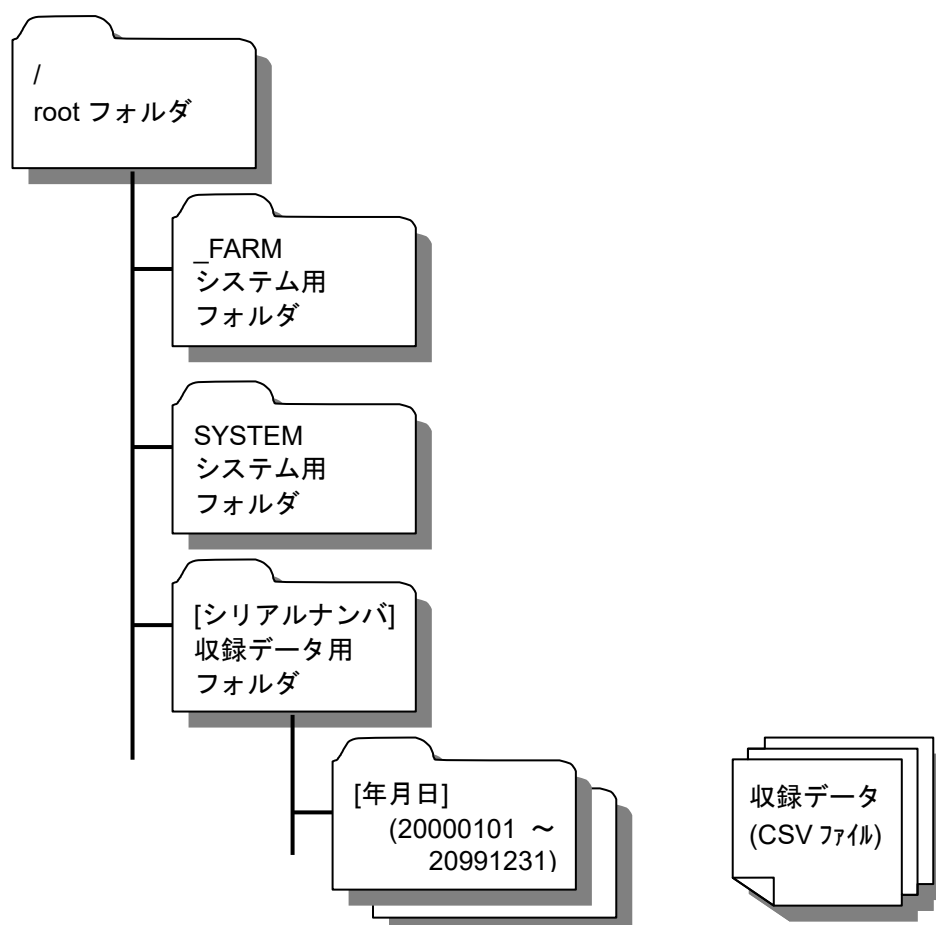 /
root フォルダ
_FARM
システム用
フォルダ
SYSTEM
システム用
フォルダ
[シリアルナンバ]
収録データ用
フォルダ
[年月日]
(20000101 ～
20991231)
収録データ
(CSV ﾌｧｲﾙ)